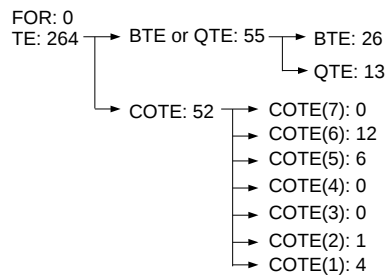 FOR: 0
TE: 264
BTE or QTE: 55
BTE: 26
QTE: 13
COTE: 52
COTE(7): 0
COTE(6): 12
COTE(5): 6
COTE(4): 0
COTE(3): 0
COTE(2): 1
COTE(1): 4